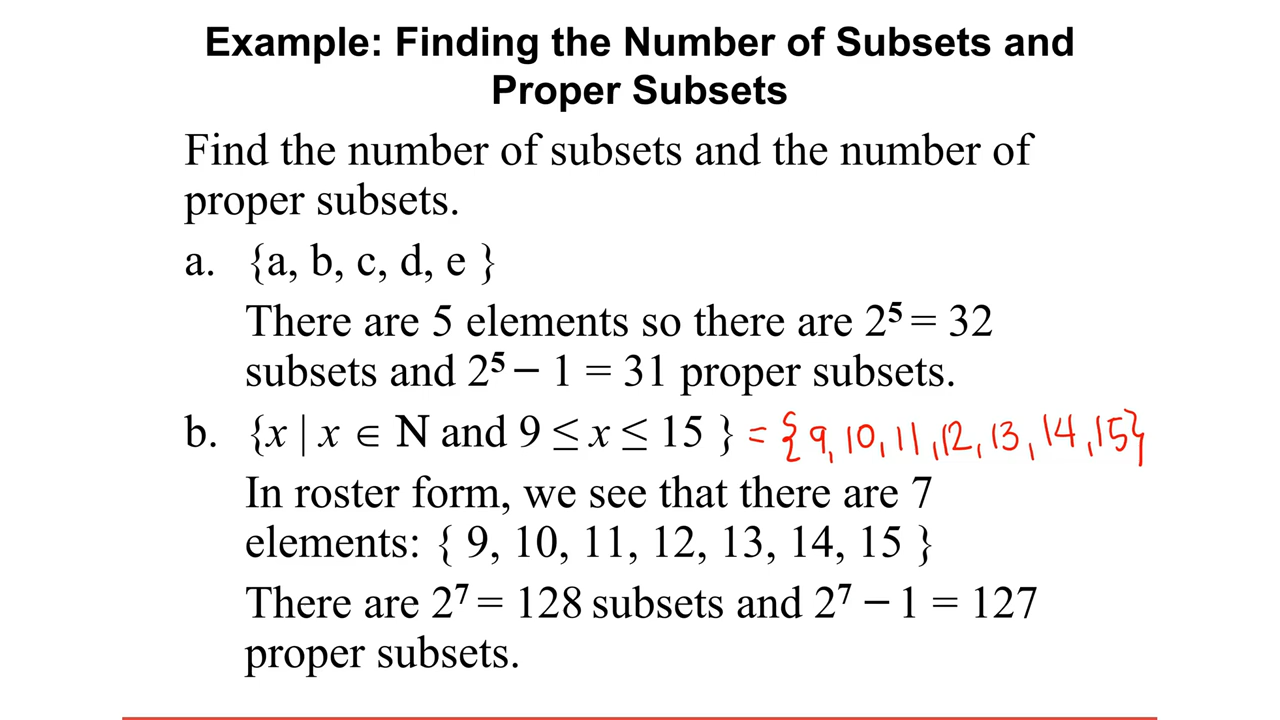 Example: Finding the Number of Subsets and
Proper Subsets
Find the number of subsets and the number of
proper subsets.
a. {a, b, c, d, e }
There are 5 elements so there are 2⁵ = 32
subsets and 2⁵ – 1 = 31 proper subsets.
b. {x | x ∈ N and 9 ≤ x ≤ 15 } = {9, 10, 11, 12, 13, 14, 15}
In roster form, we see that there are 7
elements: { 9, 10, 11, 12, 13, 14, 15 }
There are 2⁷ = 128 subsets and 2⁷ – 1 = 127
proper subsets.